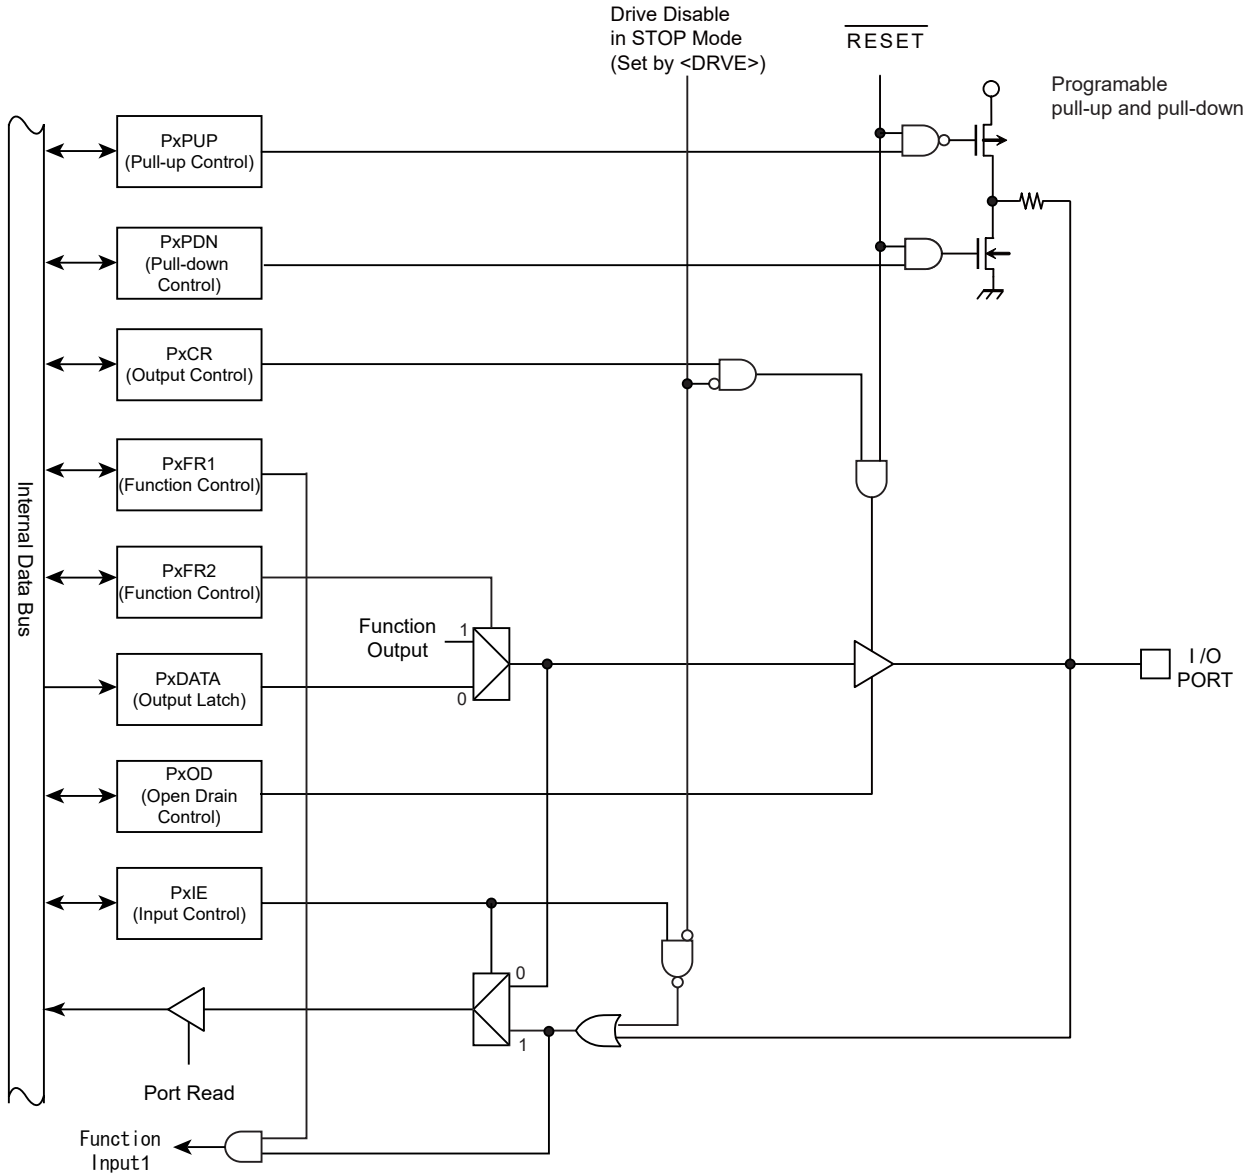 Drive Disable
in STOP Mode
(Set by <DRVE>)
RESET
Programable
pull-up and pull-down
PxPUP
(Pull-up Control)
PxPDN
(Pull-down
Control)
PxCR
(Output Control)
PxFR1
(Function Control)
Internal Data Bus
PxFR2
(Function Control)
Function
Output
1
0
PxDATA
(Output Latch)
I /O
PORT
PxOD
(Open Drain
Control)
PxIE
(Input Control)
0
1
Port Read
Function
Input1